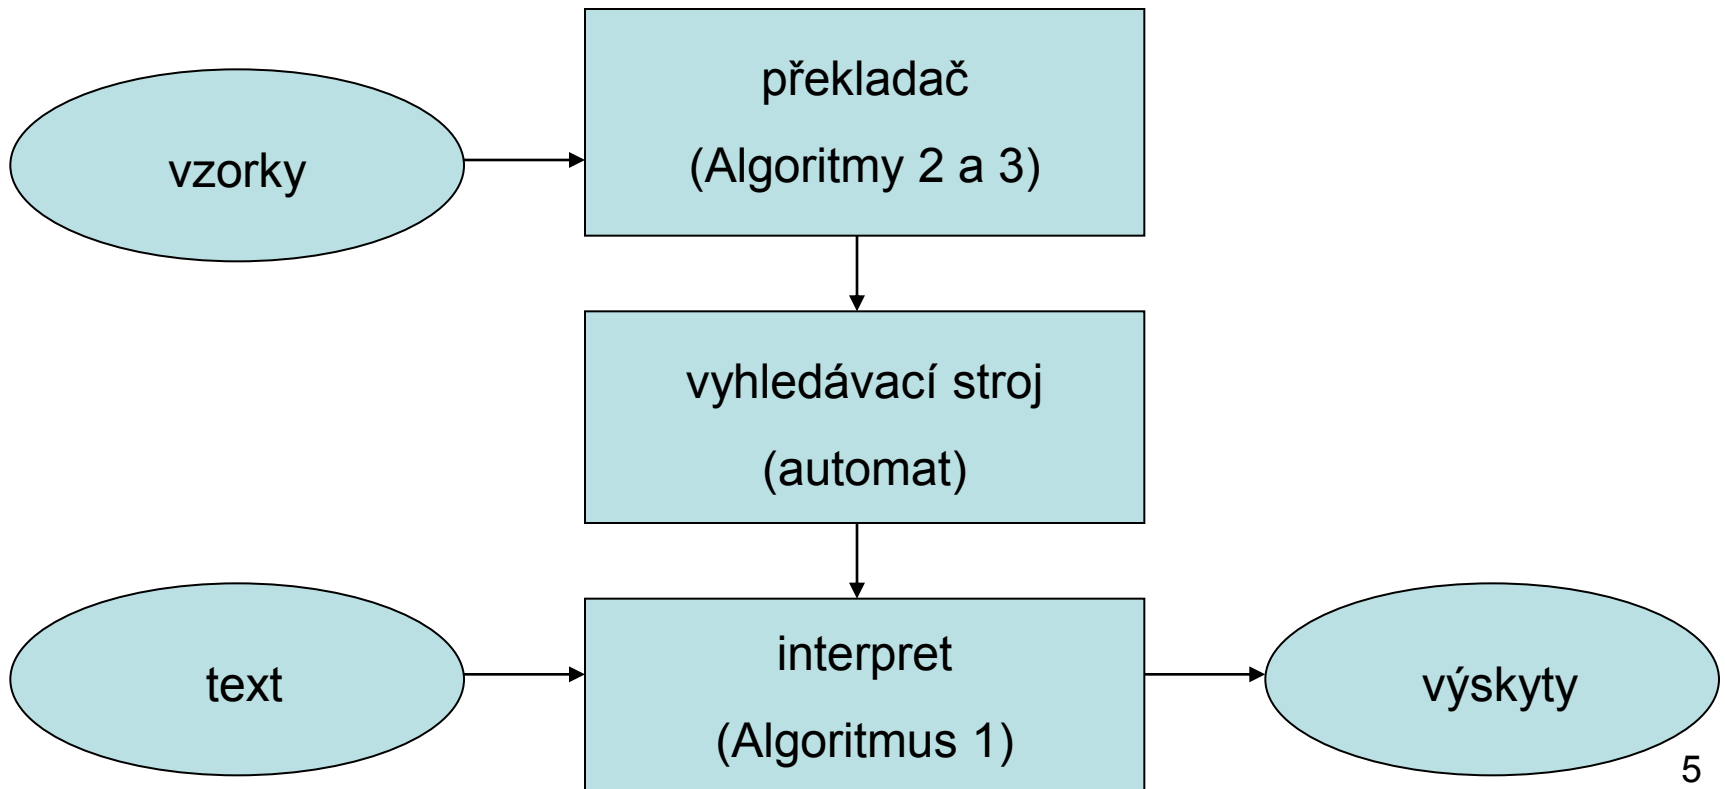 vzorky
překladač
(Algoritmy 2 a 3)
vyhledávací stroj
(automat)
text
interpret
(Algoritmus 1)
výskyty
5